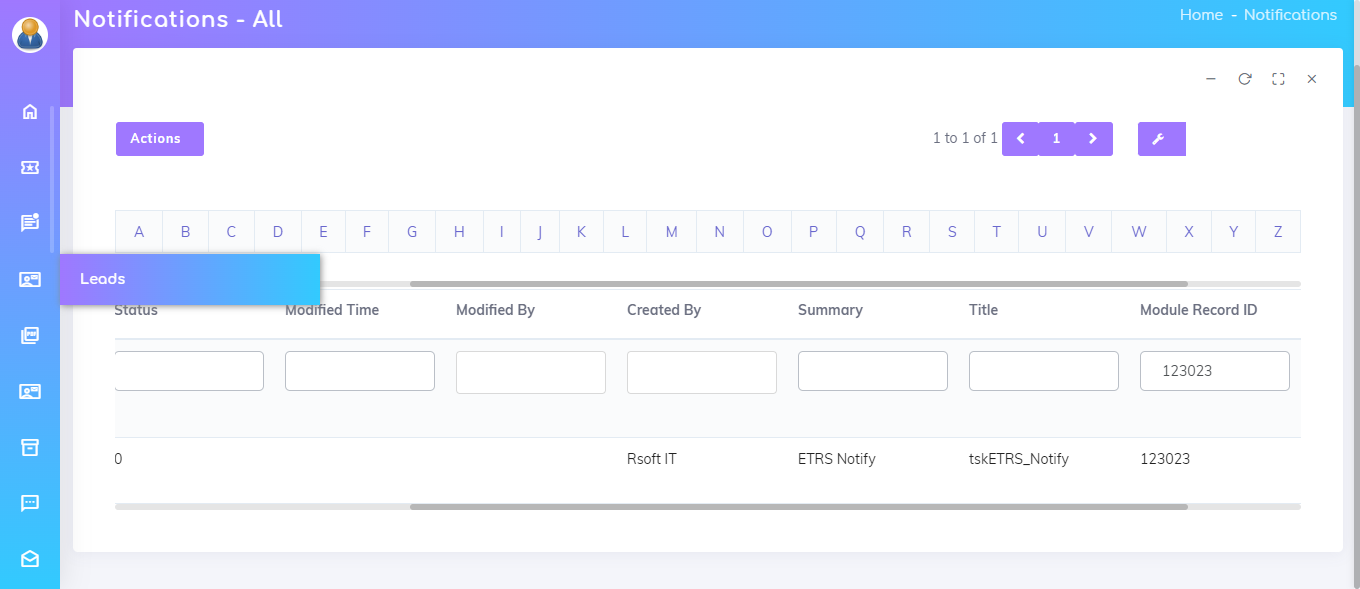 Notifications - All
Home - Notifications
Actions
1 to 1 of 1
1
A B C D E F G H I J K L M N O P Q R S T U V W X Y Z
Leads
Status Modified Time Modified By Created By Summary Title Module Record ID
123023
0 Rsoft IT ETRS Notify tskETRS_Notify 123023